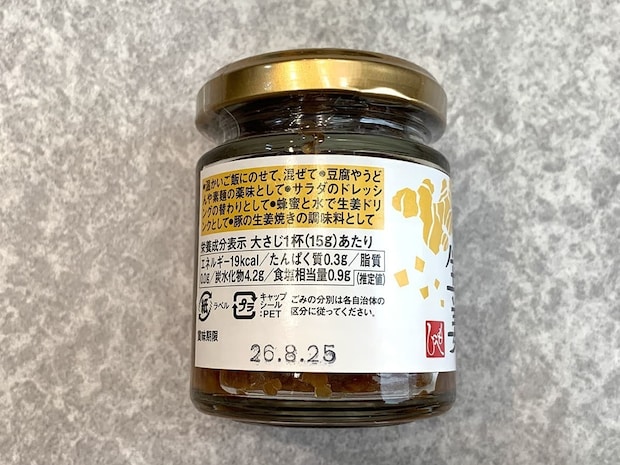 ●温かいご飯にのせて、混ぜて●豆腐やうど
んや素麺の薬味として●サラダのドレッシ
ングの替わりとして●蜂蜜と水で生姜ドリ
ンクとして●豚の生姜焼きの調味料として
栄養成分表示 大さじ1杯(15g)あたり
エネルギー19kcal/たんぱく質0.3g/脂質
0.0g/炭水化物4.2g/食塩相当量0.9g (推定値)
紙 ラベル
プラ キャップ
シール
:PET
ごみの分別は各自治体の
区分に従ってください。
賞味期限
26.8.25
生姜